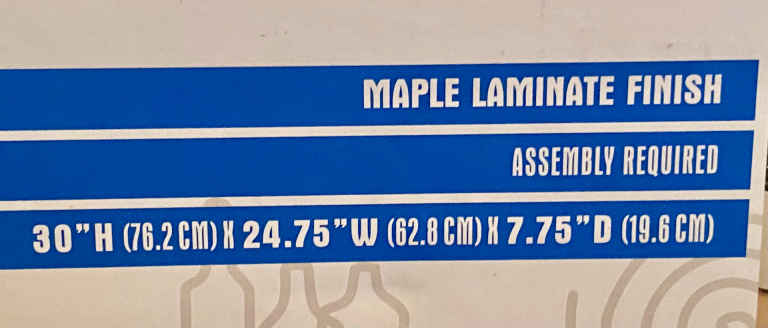 MAPLE LAMINATE FINISH
ASSEMBLY REQUIRED
30"H (76.2 CM) X 24.75"W (62.8 CM) X 7.75"D (19.6 CM)